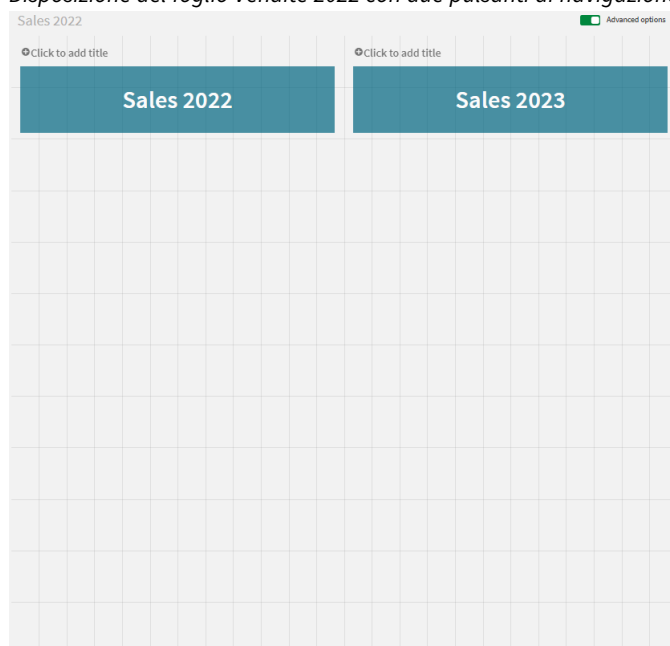 Disposizione del foglio Vendite 2022 con due pulsanti di navigazione
Sales 2022
Advanced options
Click to add title
Click to add title
Sales 2022
Sales 2023